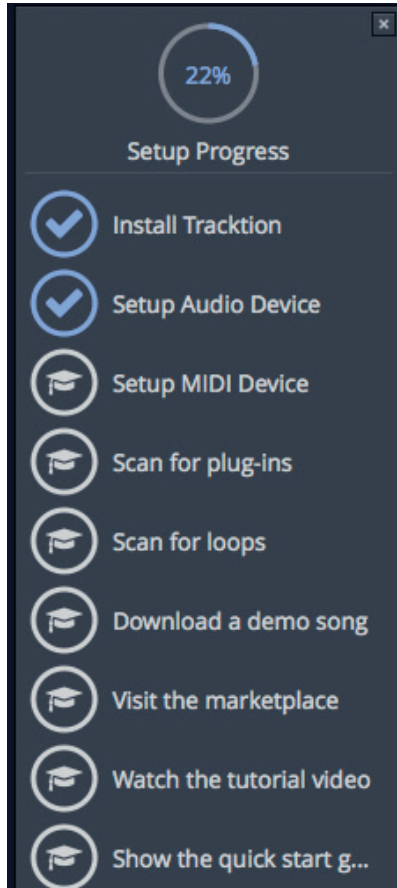 22%
Setup Progress
Install Tracktion
Setup Audio Device
Setup MIDI Device
Scan for plug-ins
Scan for loops
Download a demo song
Visit the marketplace
Watch the tutorial video
Show the quick start g...